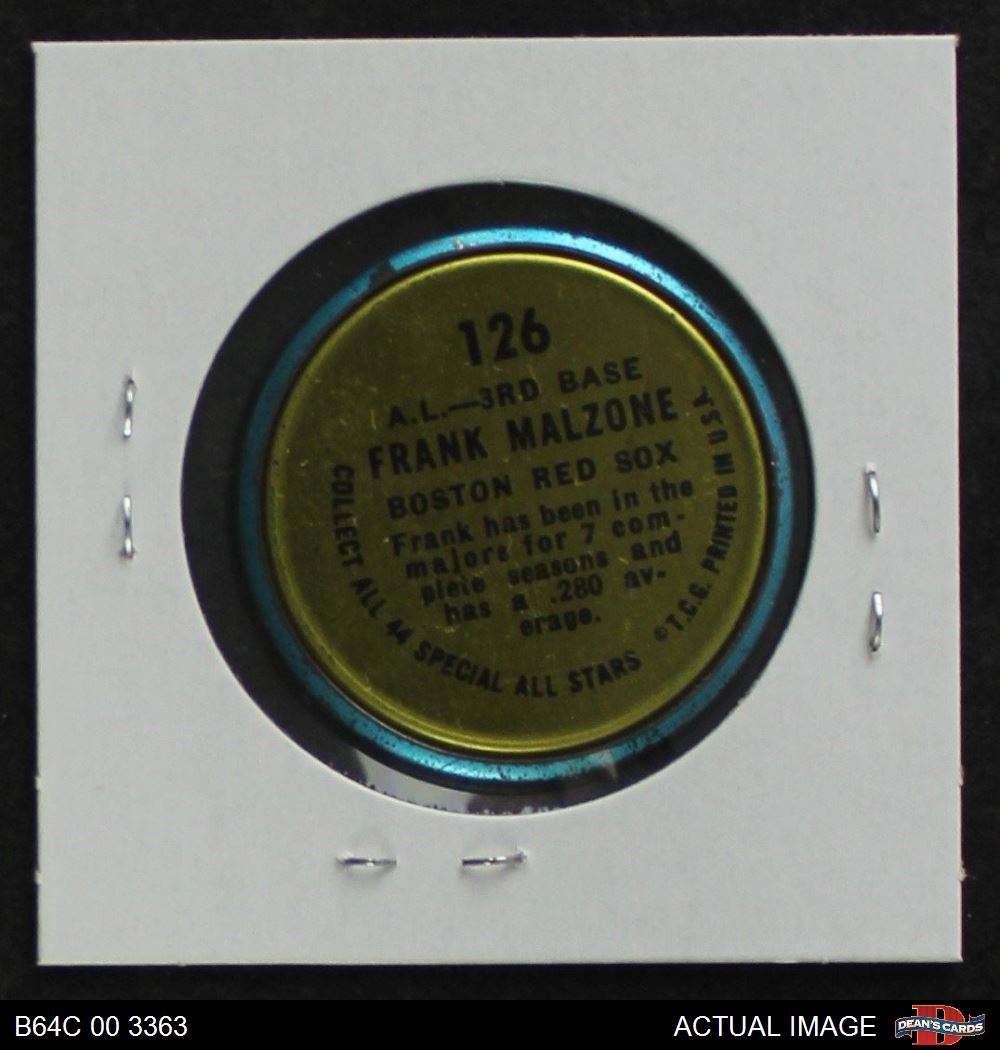 126
A.L.—3RD BASE
FRANK MALZONE
BOSTON RED SOX
Frank has been in the
majors for 7 com-
plete seasons and
has a .280 av-
erage.
COLLECT ALL 44 SPECIAL ALL STARS
©T.C.G. PRINTED IN USA
B64C 00 3363
ACTUAL IMAGE
D
DEAN'S CARDS